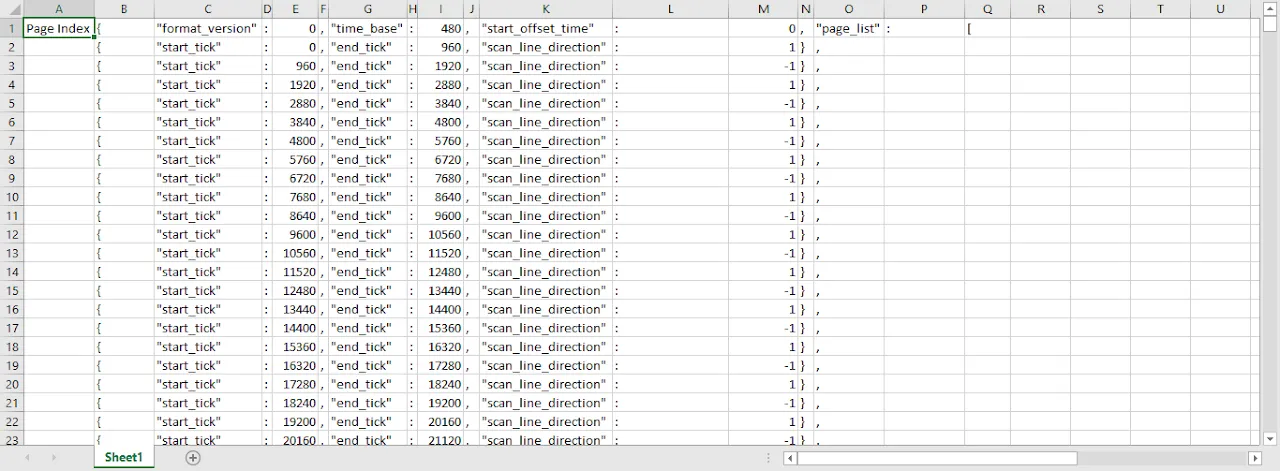 A B C D E F G H I J K L M N O P Q R S T U
1 Page Index { "format_version" : 0 , "time_base" : 480 , "start_offset_time" : 0 , "page_list" : [
2 { "start_tick" : 0 , "end_tick" : 960 , "scan_line_direction" : 1 } ,
3 { "start_tick" : 960 , "end_tick" : 1920 , "scan_line_direction" : -1 } ,
4 { "start_tick" : 1920 , "end_tick" : 2880 , "scan_line_direction" : 1 } ,
5 { "start_tick" : 2880 , "end_tick" : 3840 , "scan_line_direction" : -1 } ,
6 { "start_tick" : 3840 , "end_tick" : 4800 , "scan_line_direction" : 1 } ,
7 { "start_tick" : 4800 , "end_tick" : 5760 , "scan_line_direction" : -1 } ,
8 { "start_tick" : 5760 , "end_tick" : 6720 , "scan_line_direction" : 1 } ,
9 { "start_tick" : 6720 , "end_tick" : 7680 , "scan_line_direction" : -1 } ,
10 { "start_tick" : 7680 , "end_tick" : 8640 , "scan_line_direction" : 1 } ,
11 { "start_tick" : 8640 , "end_tick" : 9600 , "scan_line_direction" : -1 } ,
12 { "start_tick" : 9600 , "end_tick" : 10560 , "scan_line_direction" : 1 } ,
13 { "start_tick" : 10560 , "end_tick" : 11520 , "scan_line_direction" : -1 } ,
14 { "start_tick" : 11520 , "end_tick" : 12480 , "scan_line_direction" : 1 } ,
15 { "start_tick" : 12480 , "end_tick" : 13440 , "scan_line_direction" : -1 } ,
16 { "start_tick" : 13440 , "end_tick" : 14400 , "scan_line_direction" : 1 } ,
17 { "start_tick" : 14400 , "end_tick" : 15360 , "scan_line_direction" : -1 } ,
18 { "start_tick" : 15360 , "end_tick" : 16320 , "scan_line_direction" : 1 } ,
19 { "start_tick" : 16320 , "end_tick" : 17280 , "scan_line_direction" : -1 } ,
20 { "start_tick" : 17280 , "end_tick" : 18240 , "scan_line_direction" : 1 } ,
21 { "start_tick" : 18240 , "end_tick" : 19200 , "scan_line_direction" : -1 } ,
22 { "start_tick" : 19200 , "end_tick" : 20160 , "scan_line_direction" : 1 } ,
23 { "start_tick" : 20160 , "end_tick" : 21120 , "scan_line_direction" : -1 } ,
Sheet1